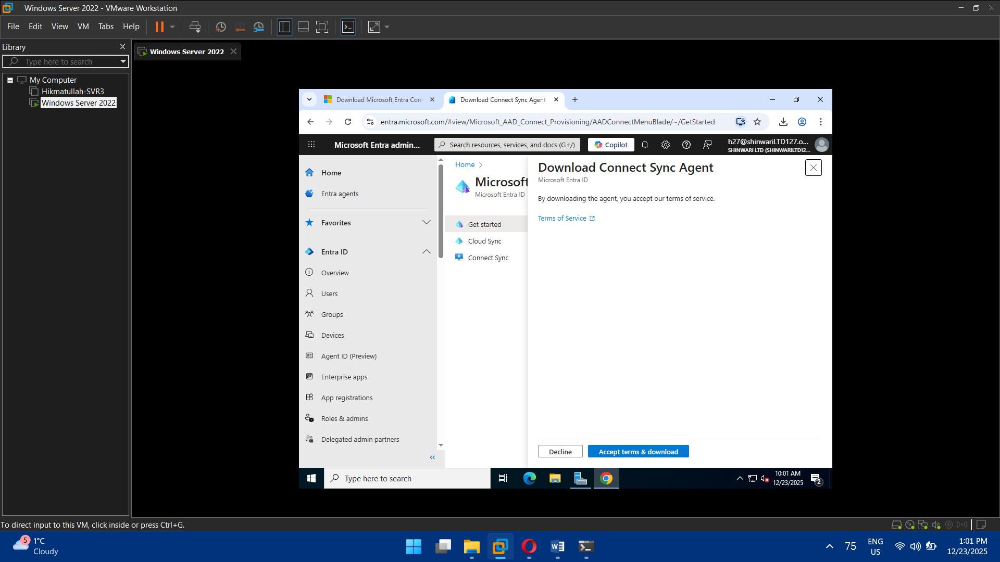 Windows Server 2022 - VMware Workstation
File Edit View VM Tabs Help
Library
Type here to search
My Computer
Hikmatullah-SVR3
Windows Server 2022
Windows Server 2022
Download Microsoft Entra Con
Download Connect Sync Agent
entra.microsoft.com/#view/Microsoft_AAD_Connect_Provisioning/AADConnectMenuBlade/~/GetStarted
Microsoft Entra admin...
Search resources, services, and docs (G+/)
Copilot
h27@shinwariLTD127.o...
SHINWARI LTD (SHINWARILTD12...
Home
Entra agents
Favorites
Entra ID
Overview
Users
Groups
Devices
Agent ID (Preview)
Enterprise apps
App registrations
Roles & admins
Delegated admin partners
Home
Microsoft
Microsoft Entra ID
Get started
Cloud Sync
Connect Sync
Download Connect Sync Agent
Microsoft Entra ID
By downloading the agent, you accept our terms of service.
Terms of Service
Decline
Accept terms & download
Type here to search
10:01 AM
12/23/2025
2
To direct input to this VM, click inside or press Ctrl+G.
5
1°C
Cloudy
75
ENG
US
1:01 PM
12/23/2025